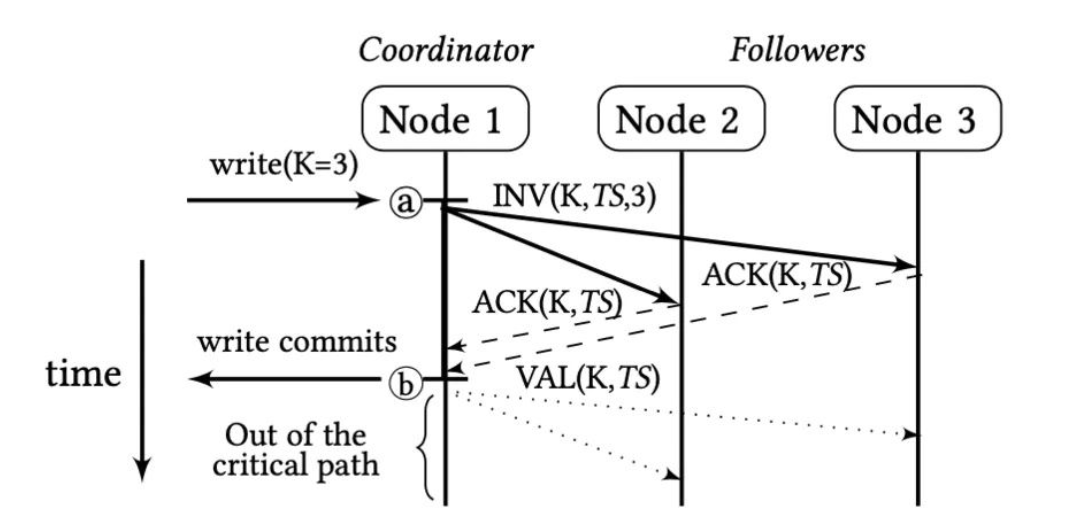 Coordinator
Followers
Node 1
Node 2
Node 3
write(K=3)
a
INV(K,TS,3)
ACK(K,TS)
ACK(K,TS)
write commits
time
b
VAL(K,TS)
Out of the
critical path